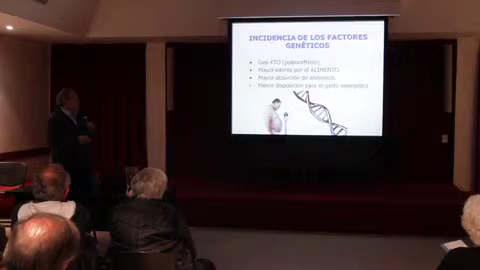 INCIDENCIA DE LOS FACTORES
GENÉTICOS
• Gen FTO (polimorfismo)
• Mayor interés por el ALIMENTO.
• Mayor absorción de alimentos.
• Menor disposición para el gasto energético